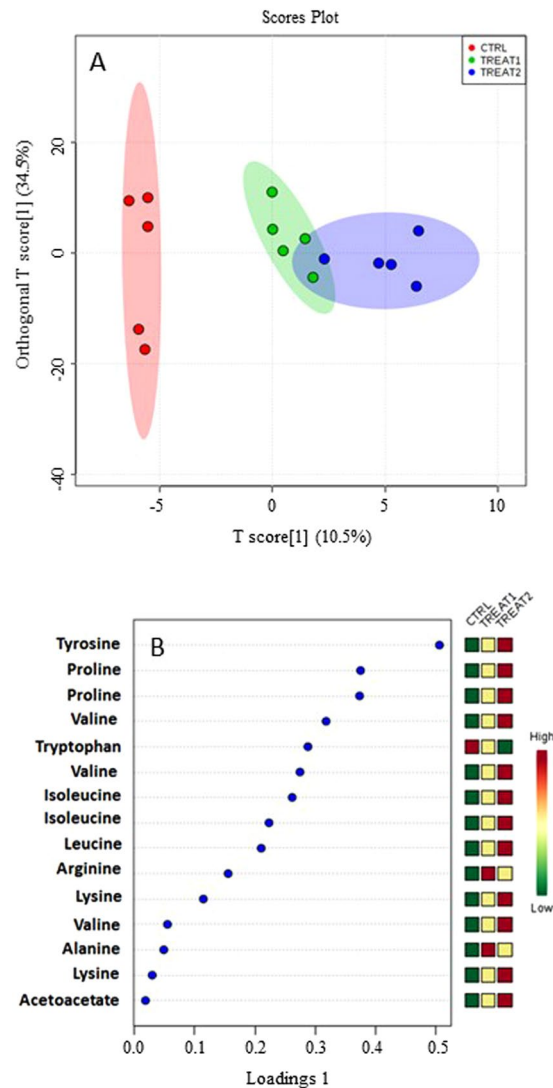 Scores Plot
A
CTRL
TREAT1
TREAT2
Orthogonal T score[1] (34.5%)
20
0
-20
-40
-5 0 5 10
T score[1] (10.5%)
B
CTRL TREAT1 TREAT2
Tyrosine
Proline
Proline
Valine
Tryptophan
Valine
Isoleucine
Isoleucine
Leucine
Arginine
Lysine
Valine
Alanine
Lysine
Acetoacetate
High
Low
0.0 0.1 0.2 0.3 0.4 0.5
Loadings 1